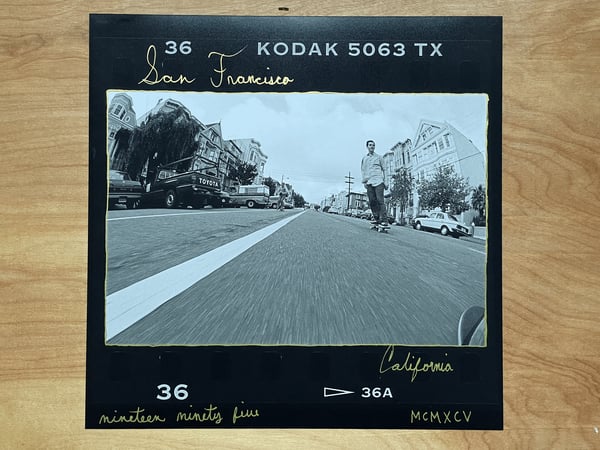 36 KODAK 5063 TX
San Francisco
TOYOTA
California
36 36A
nineteen ninety five MCMXCV